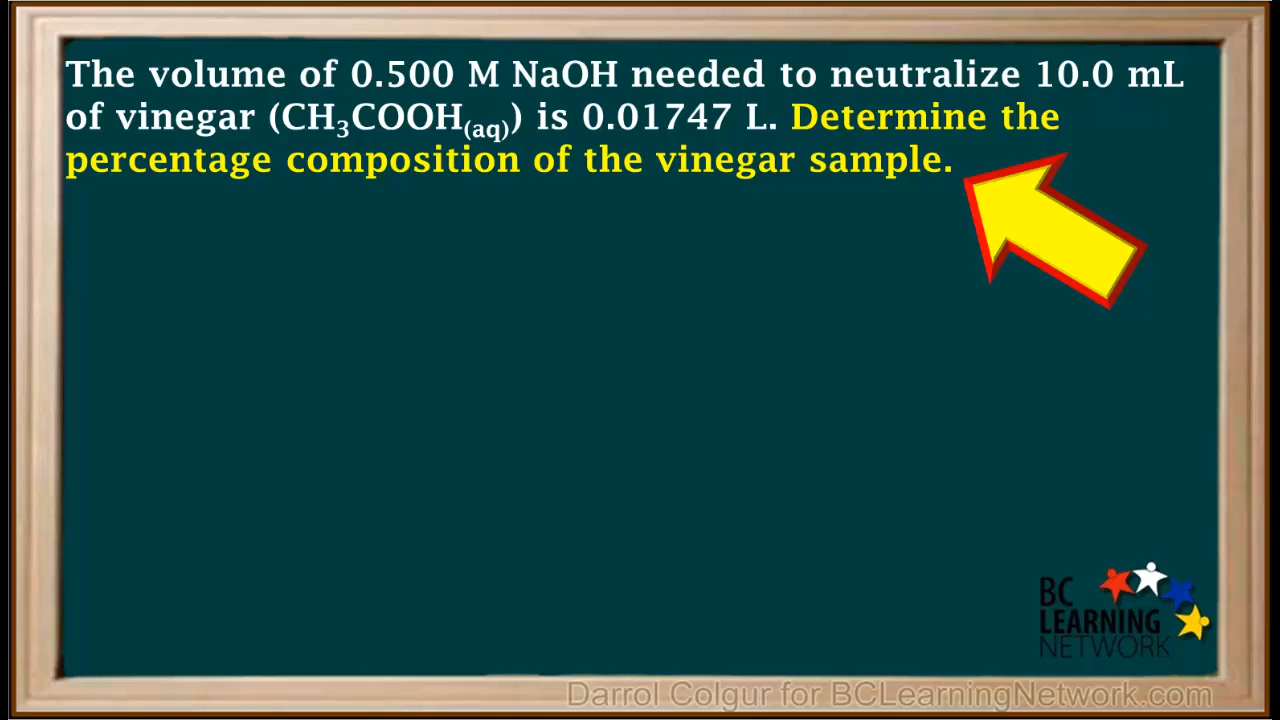 The volume of 0.500 M NaOH needed to neutralize 10.0 mL
of vinegar (CH₃COOH₍aq₎) is 0.01747 L. Determine the
percentage composition of the vinegar sample.
BC
LEARNING
NETWORK
Darrol Colgur for BCLearningNetwork.com